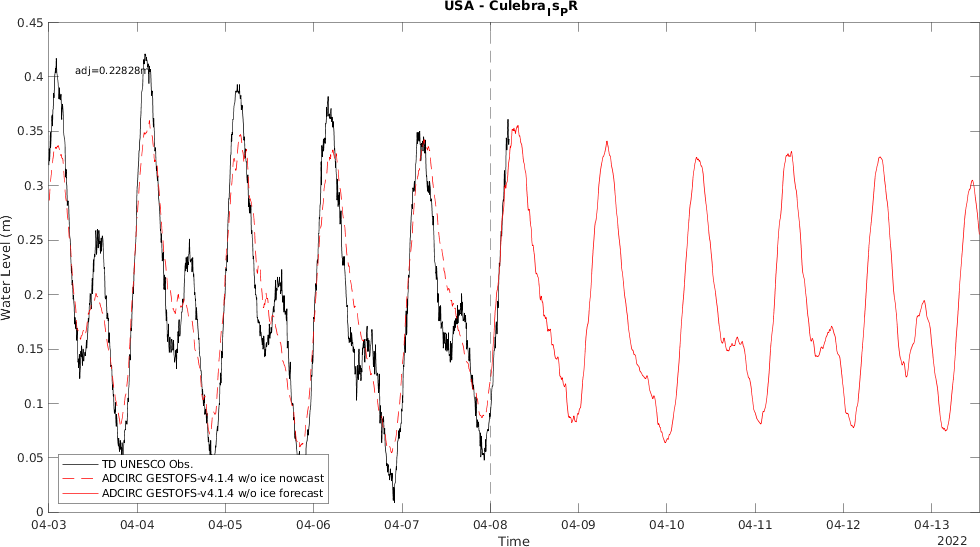 USA - Culebra_Is_PR
0.45
0.4
0.35
0.3
0.25
0.2
0.15
0.1
0.05
0
Water Level (m)
adj=0.22828m
TD UNESCO Obs.
ADCIRC GESTOFS-v4.1.4 w/o ice nowcast
ADCIRC GESTOFS-v4.1.4 w/o ice forecast
04-03 04-04 04-05 04-06 04-07 04-08 04-09 04-10 04-11 04-12 04-13
Time
2022